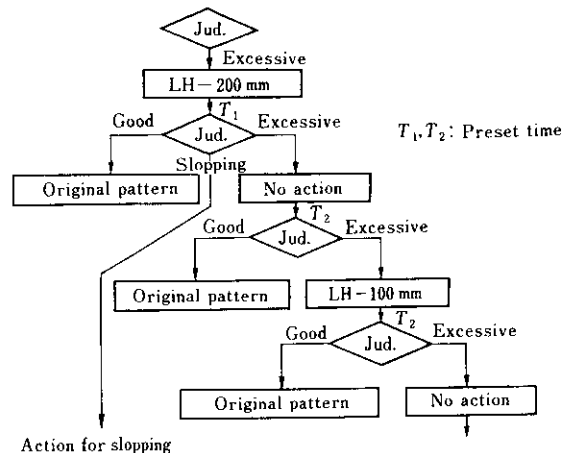 Jud.
Excessive
LH－200 mm
T₁
Good
Jud.
Excessive
T₁,T₂: Preset time
Slopping
Original pattern
No action
T₂
Good
Jud.
Excessive
Original pattern
LH－100 mm
T₂
Good
Jud.
Excessive
Original pattern
No action
Action for slopping